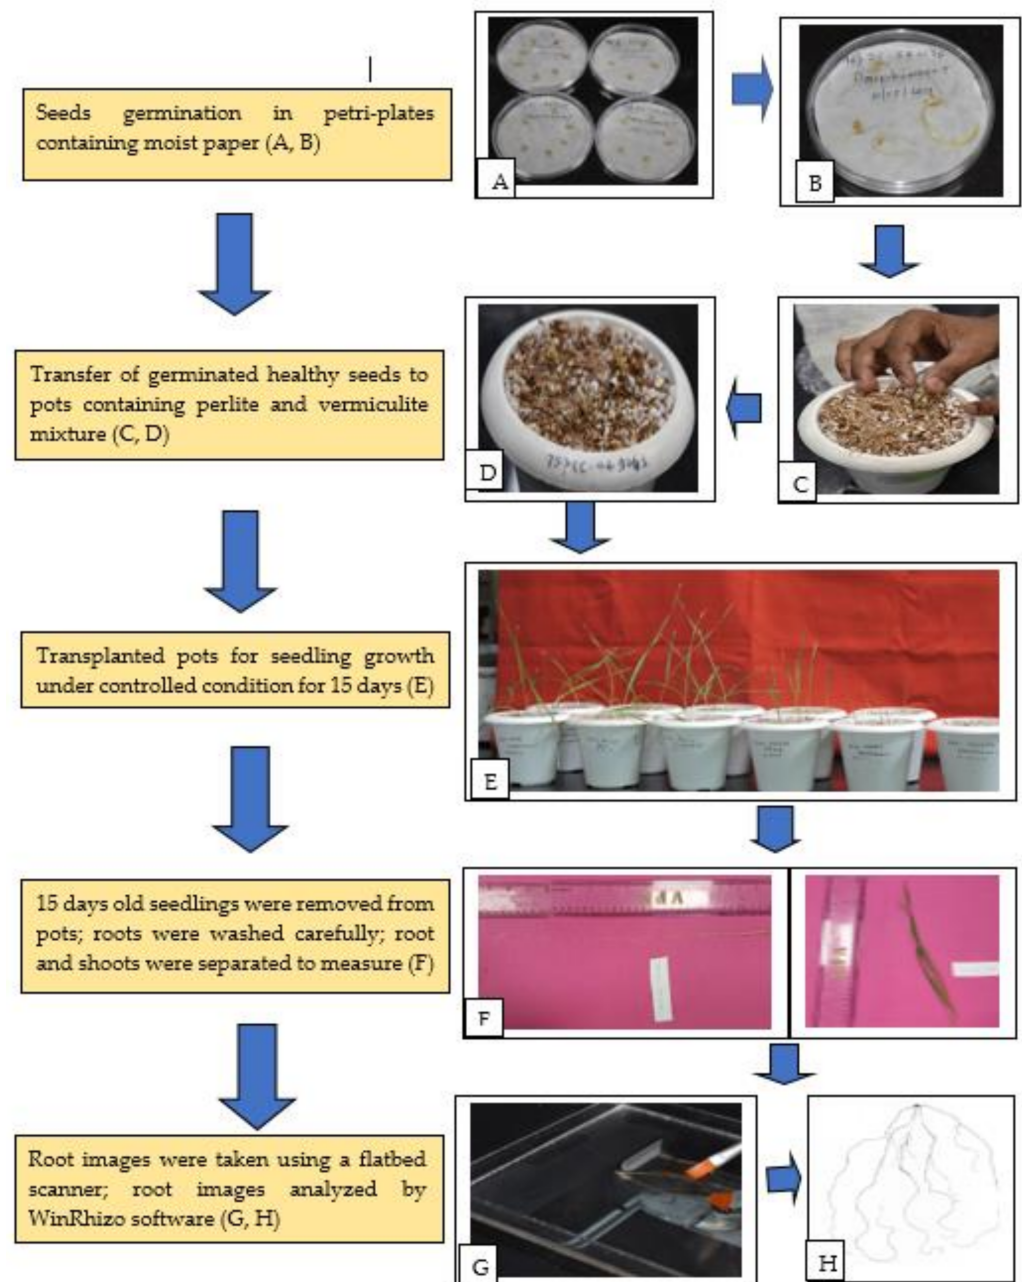 Seeds germination in petri-plates
containing moist paper (A, B)
A
B
Transfer of germinated healthy seeds to
pots containing perlite and vermiculite
mixture (C, D)
D
C
Transplanted pots for seedling growth
under controlled condition for 15 days (E)
E
15 days old seedlings were removed from
pots; roots were washed carefully; root
and shoots were separated to measure (F)
F
Root images were taken using a flatbed
scanner; root images analyzed by
WinRhizo software (G, H)
G
H